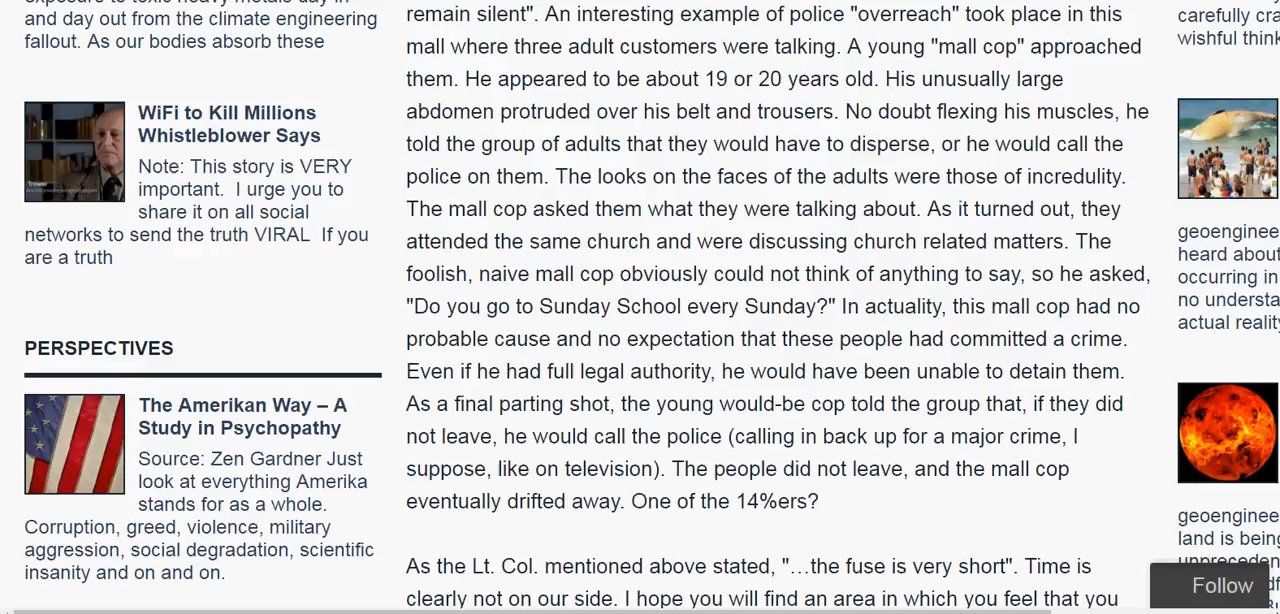 exposure to toxic heavy metals day in
and day out from the climate engineering
fallout. As our bodies absorb these
WiFi to Kill Millions
Whistleblower Says
Note: This story is VERY
important. I urge you to
share it on all social
networks to send the truth VIRAL If you
are a truth
PERSPECTIVES
The Amerikan Way – A
Study in Psychopathy
Source: Zen Gardner Just
look at everything Amerika
stands for as a whole.
Corruption, greed, violence, military
aggression, social degradation, scientific
insanity and on and on.
remain silent". An interesting example of police "overreach" took place in this
mall where three adult customers were talking. A young "mall cop" approached
them. He appeared to be about 19 or 20 years old. His unusually large
abdomen protruded over his belt and trousers. No doubt flexing his muscles, he
told the group of adults that they would have to disperse, or he would call the
police on them. The looks on the faces of the adults were those of incredulity.
The mall cop asked them what they were talking about. As it turned out, they
attended the same church and were discussing church related matters. The
foolish, naive mall cop obviously could not think of anything to say, so he asked,
"Do you go to Sunday School every Sunday?" In actuality, this mall cop had no
probable cause and no expectation that these people had committed a crime.
Even if he had full legal authority, he would have been unable to detain them.
As a final parting shot, the young would-be cop told the group that, if they did
not leave, he would call the police (calling in back up for a major crime, I
suppose, like on television). The people did not leave, and the mall cop
eventually drifted away. One of the 14%ers?
As the Lt. Col. mentioned above stated, "…the fuse is very short". Time is
clearly not on our side. I hope you will find an area in which you feel that you
carefully cra
wishful think
geoenginee
heard about
occurring in
no understa
actual reality
geoenginee
land is being
Follow